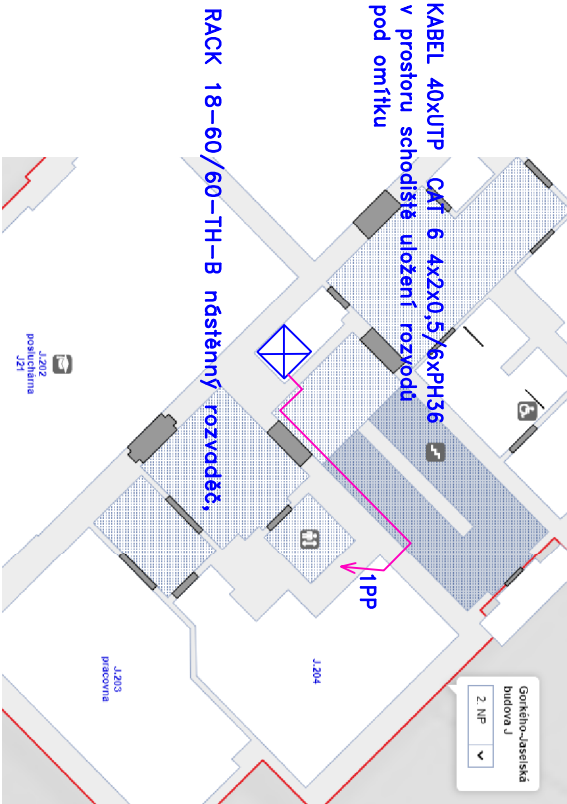 KABEL 40xUTP CAT 6 4x2x0,5/6xPH36
v prostoru schodiště uložení rozvodů
pod omítku
RACK 18-60/60-TH-B nástěnný rozvaděč,
1PP
J.202
posluchárna
J21
J.204
J.203
pracovna
Gorkého-Jaselská
budova J
2. NP